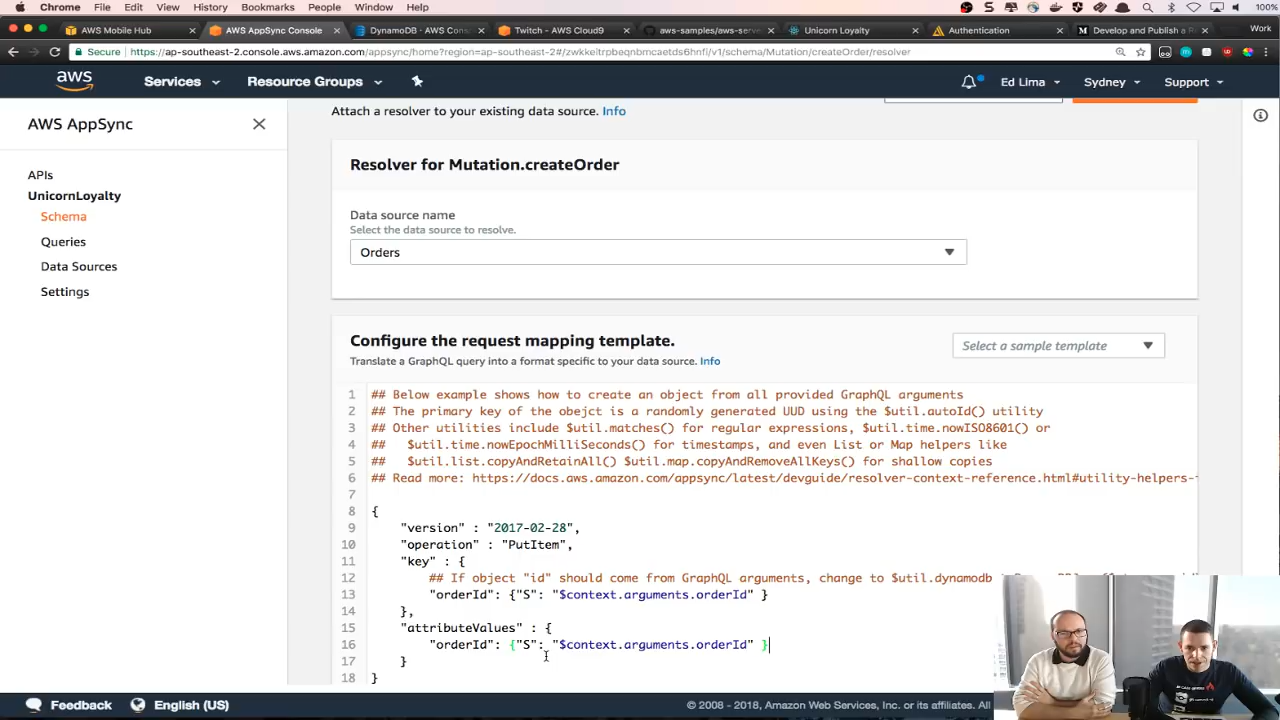 Chrome File Edit View History Bookmarks People Window Help 100%
AWS Mobile Hub
AWS AppSync Console
DynamoDB · AWS Cons
Twitch - AWS Cloud9
aws-samples/aws-serve
Unicorn Loyalty
Authentication
Develop and Publish a R
Work
Secure https://ap-southeast-2.console.aws.amazon.com/appsync/home?region=ap-southeast-2#/zwkkeitrpbeqnbmcaetds6hnfi/v1/schema/Mutation/createOrder/resolver
aws Services Resource Groups Ed Lima Sydney Support
AWS AppSync
APIs
UnicornLoyalty
Schema
Queries
Data Sources
Settings
Attach a resolver to your existing data source. Info
Resolver for Mutation.createOrder
Data source name
Select the data source to resolve.
Orders
Configure the request mapping template.
Translate a GraphQL query into a format specific to your data source. Info
Select a sample template
1 ## Below example shows how to create an object from all provided GraphQL arguments
2 ## The primary key of the obejct is a randomly generated UUD using the $util.autoId() utility
3 ## Other utilities include $util.matches() for regular expressions, $util.time.nowISO8601() or
4 ## $util.time.nowEpochMilliSeconds() for timestamps, and even List or Map helpers like
5 ## $util.list.copyAndRetainAll() $util.map.copyAndRemoveAllKeys() for shallow copies
6 ## Read more: https://docs.aws.amazon.com/appsync/latest/devguide/resolver-context-reference.html#utility-helpers-
7
8 {
9 "version" : "2017-02-28",
10 "operation" : "PutItem",
11 "key" : {
12 ## If object "id" should come from GraphQL arguments, change to $util.dynamodb
13 "orderId": {"S": "$context.arguments.orderId" }
14 },
15 "attributeValues" : {
16 "orderId": {"S": "$context.arguments.orderId" }
17 }
18 }
Feedback English (US) © 2008 - 2018, Amazon Web Services, Inc. or its affiliates. All